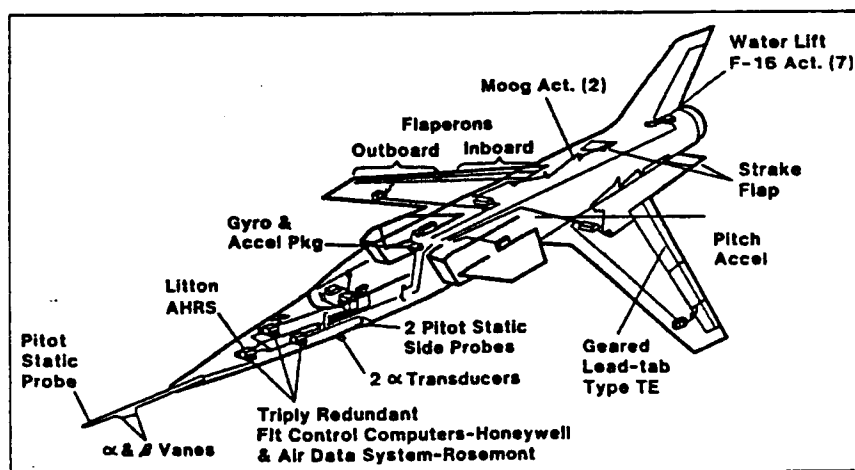 Water Lift
F-16 Act. (7)
Moog Act. (2)
Flaperons
Outboard
Inboard
Strake
Flap
Gyro &
Accel Pkg
Pitch
Accel
Litton
AHRS
2 Pitot Static
Side Probes
Geared
Lead-tab
Type TE
Pitot
Static
Probe
2 α Transducers
Triply Redundant
Flt Control Computers-Honeywell
& Air Data System-Rosemont
α & β Vanes